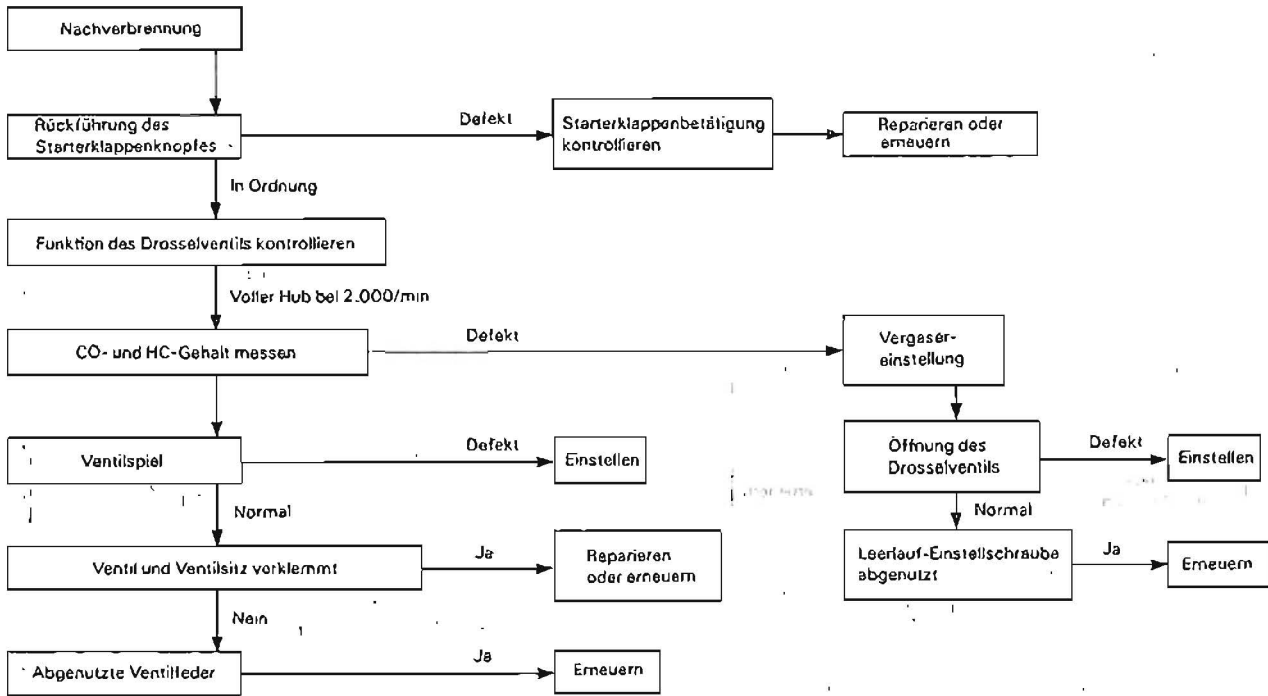 Nachverbrennung
Rückführung des
Starterklappenknopfes
Defekt
Starterklappenbetätigung
kontrollieren
Reparieren oder
erneuern
In Ordnung
Funktion des Drosselventils kontrollieren
Voller Hub bei 2.000/min
CO- und HC-Gehalt messen
Defekt
Vergaser-
einstellung
Ventilspiel
Defekt
Einstellen
Öffnung des
Drosselventils
Defekt
Einstellen
Normal
Normal
Ventil und Ventilsitz verklemmt
Ja
Reparieren
oder erneuern
Leerlauf-Einstellschraube
abgenutzt
Ja
Erneuern
Nein
Abgenutzte Ventilfeder
Ja
Erneuern